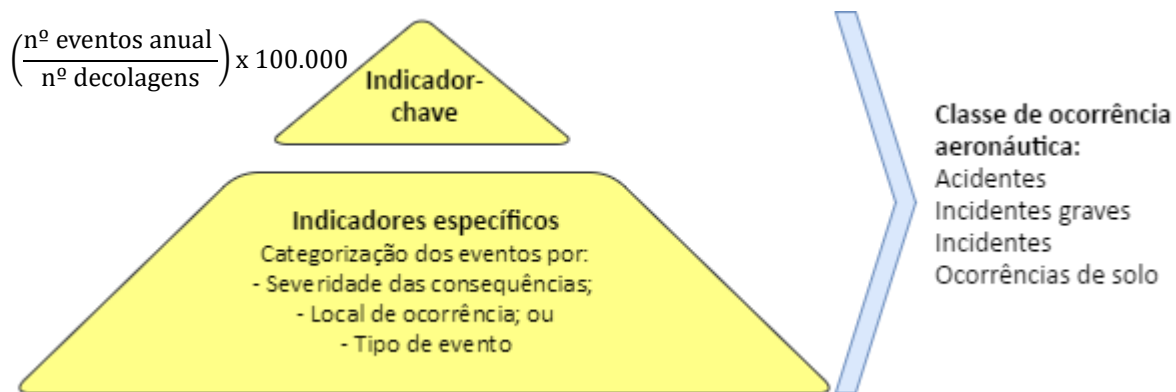 (nº eventos anual / nº decolagens) x 100.000
Indicador-
chave
Indicadores específicos
Categorização dos eventos por:
- Severidade das consequências;
- Local de ocorrência; ou
- Tipo de evento
Classe de ocorrência
aeronáutica:
Acidentes
Incidentes graves
Incidentes
Ocorrências de solo